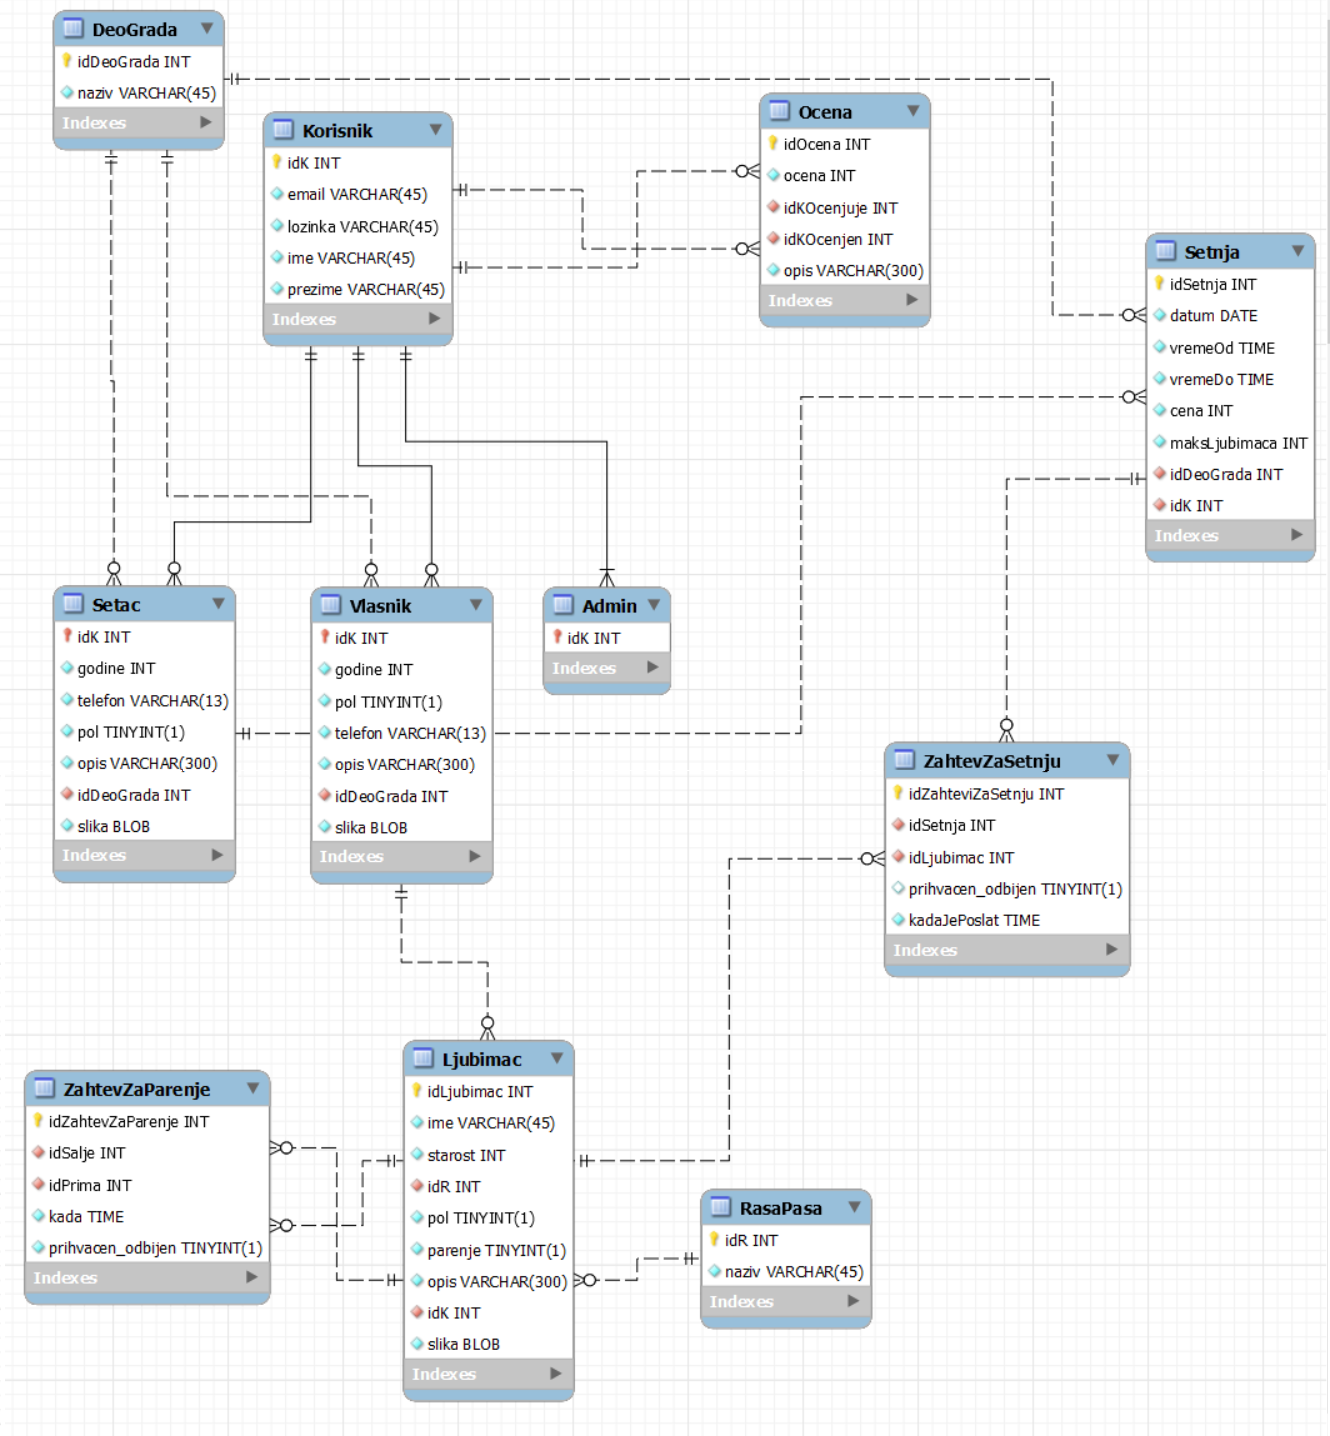 DeoGrada
idDeoGrada INT
naziv VARCHAR(45)
Indexes
Korisnik
idK INT
email VARCHAR(45)
lozinka VARCHAR(45)
ime VARCHAR(45)
prezime VARCHAR(45)
Indexes
Ocena
idOcena INT
ocena INT
idKOcenjuje INT
idKOcenjen INT
opis VARCHAR(300)
Indexes
Setnja
idSetnja INT
datum DATE
vremeOd TIME
vremeDo TIME
cena INT
maksLjubimaca INT
idDeoGrada INT
idK INT
Indexes
Setac
idK INT
godine INT
telefon VARCHAR(13)
pol TINYINT(1)
opis VARCHAR(300)
idDeoGrada INT
slika BLOB
Indexes
Vlasnik
idK INT
godine INT
pol TINYINT(1)
telefon VARCHAR(13)
opis VARCHAR(300)
idDeoGrada INT
slika BLOB
Indexes
Admin
idK INT
Indexes
ZahtevZaSetnju
idZahteviZaSetnju INT
idSetnja INT
idLjubimac INT
prihvacen_odbijen TINYINT(1)
kadaJePoslat TIME
Indexes
ZahtevZaParenje
idZahtevZaParenje INT
idSalje INT
idPrima INT
kada TIME
prihvacen_odbijen TINYINT(1)
Indexes
Ljubimac
idLjubimac INT
ime VARCHAR(45)
starost INT
idR INT
pol TINYINT(1)
parenje TINYINT(1)
opis VARCHAR(300)
idK INT
slika BLOB
Indexes
RasaPasa
idR INT
naziv VARCHAR(45)
Indexes